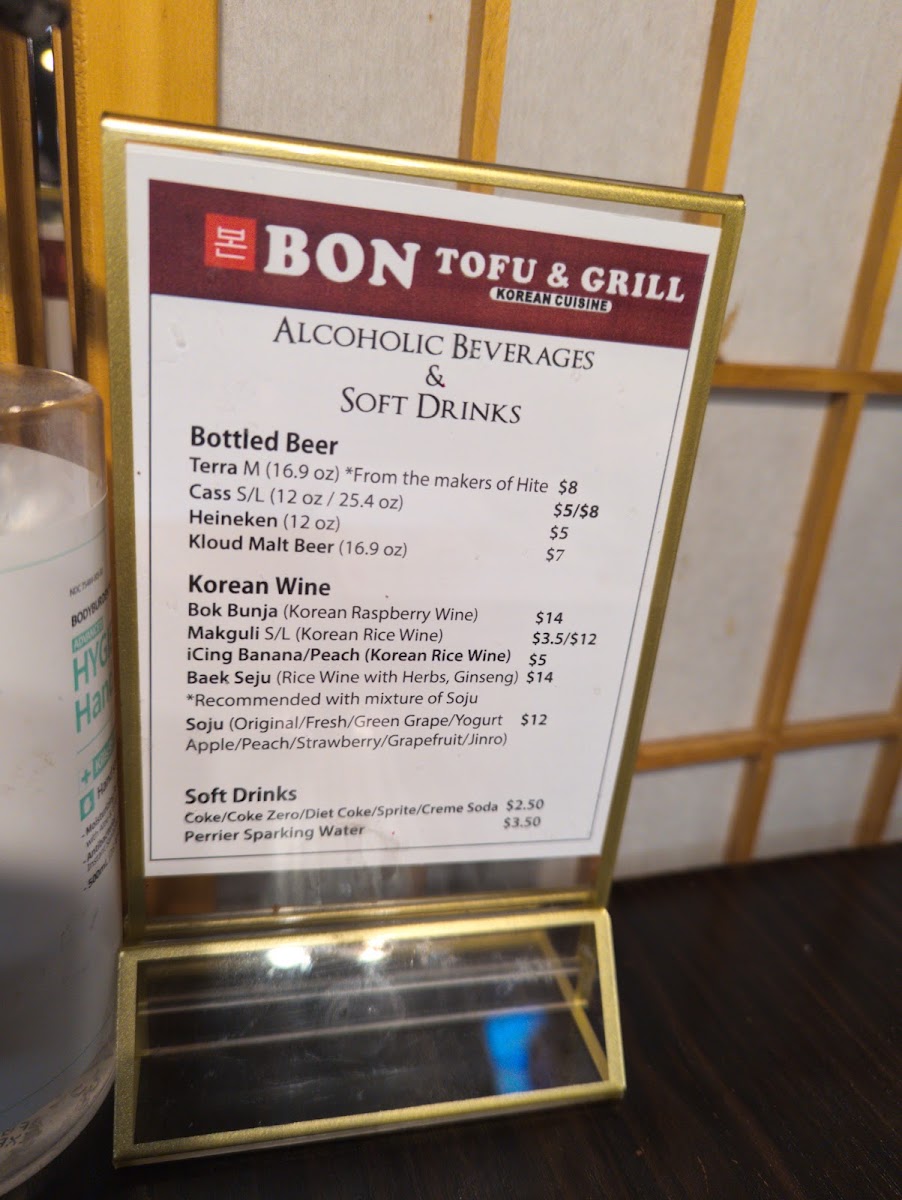 본 BON TOFU & GRILL
KOREAN CUISINE
ALCOHOLIC BEVERAGES
&
SOFT DRINKS
Bottled Beer
Terra M (16.9 oz) *From the makers of Hite $8
Cass S/L (12 oz / 25.4 oz) $5/$8
Heineken (12 oz) $5
Kloud Malt Beer (16.9 oz) $7
Korean Wine
Bok Bunja (Korean Raspberry Wine) $14
Makguli S/L (Korean Rice Wine) $3.5/$12
iCing Banana/Peach (Korean Rice Wine) $5
Baek Seju (Rice Wine with Herbs, Ginseng) $14
*Recommended with mixture of Soju
Soju (Original/Fresh/Green Grape/Yogurt $12
Apple/Peach/Strawberry/Grapefruit/Jinro)
Soft Drinks
Coke/Coke Zero/Diet Coke/Sprite/Creme Soda $2.50
Perrier Sparking Water $3.50